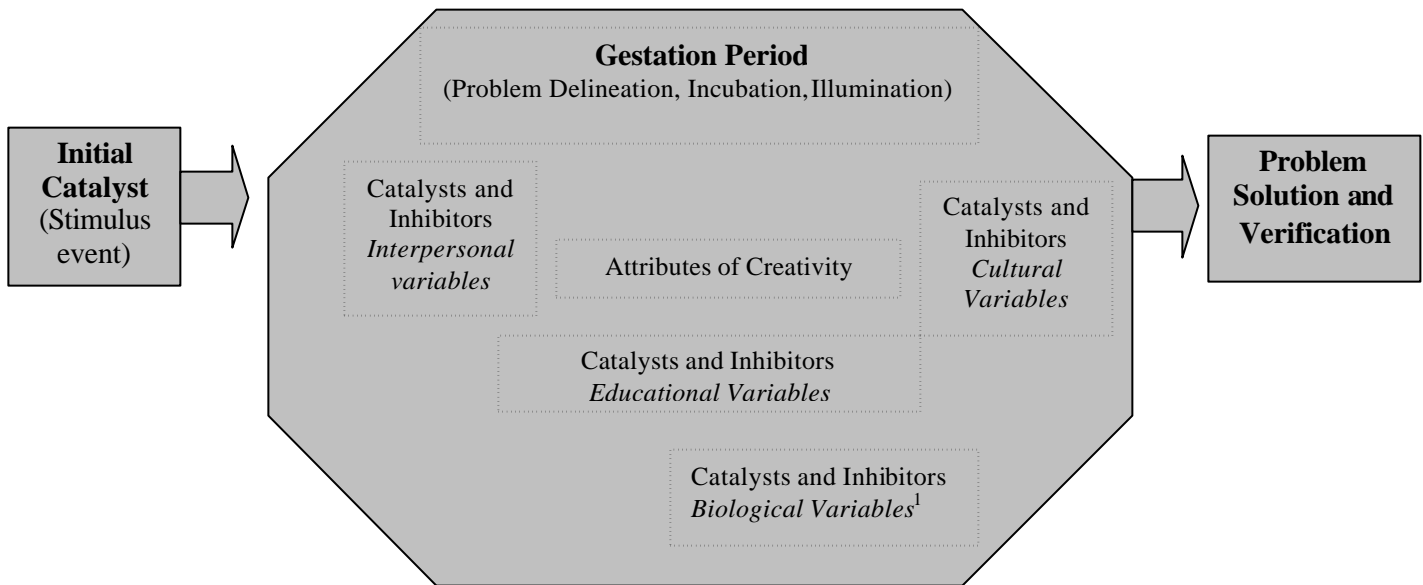 Gestation Period
(Problem Delineation, Incubation, Illumination)
Initial
Catalyst
(Stimulus
event)
Catalysts and
Inhibitors
Interpersonal
variables
Attributes of Creativity
Catalysts and
Inhibitors
Cultural
Variables
Problem
Solution and
Verification
Catalysts and Inhibitors
Educational Variables
Catalysts and Inhibitors
Biological Variables¹